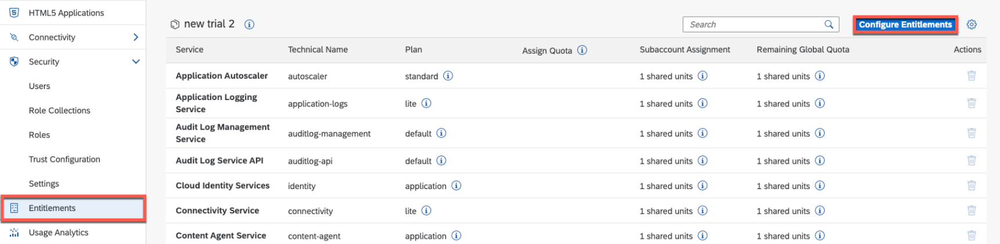 HTML5 Applications
Connectivity
Security
Users
Role Collections
Roles
Trust Configuration
Settings
Entitlements
Usage Analytics
new trial 2
Search
Configure Entitlements
Service Technical Name Plan Assign Quota Subaccount Assignment Remaining Global Quota Actions
Application Autoscaler autoscaler standard 1 shared units 1 shared units
Application Logging
Service application-logs lite 1 shared units 1 shared units
Audit Log Management
Service auditlog-management default 1 shared units 1 shared units
Audit Log Service API auditlog-api default 1 shared units 1 shared units
Cloud Identity Services identity application 1 shared units 1 shared units
Connectivity Service connectivity lite 1 shared units 1 shared units
Content Agent Service content-agent application 1 shared units 1 shared units